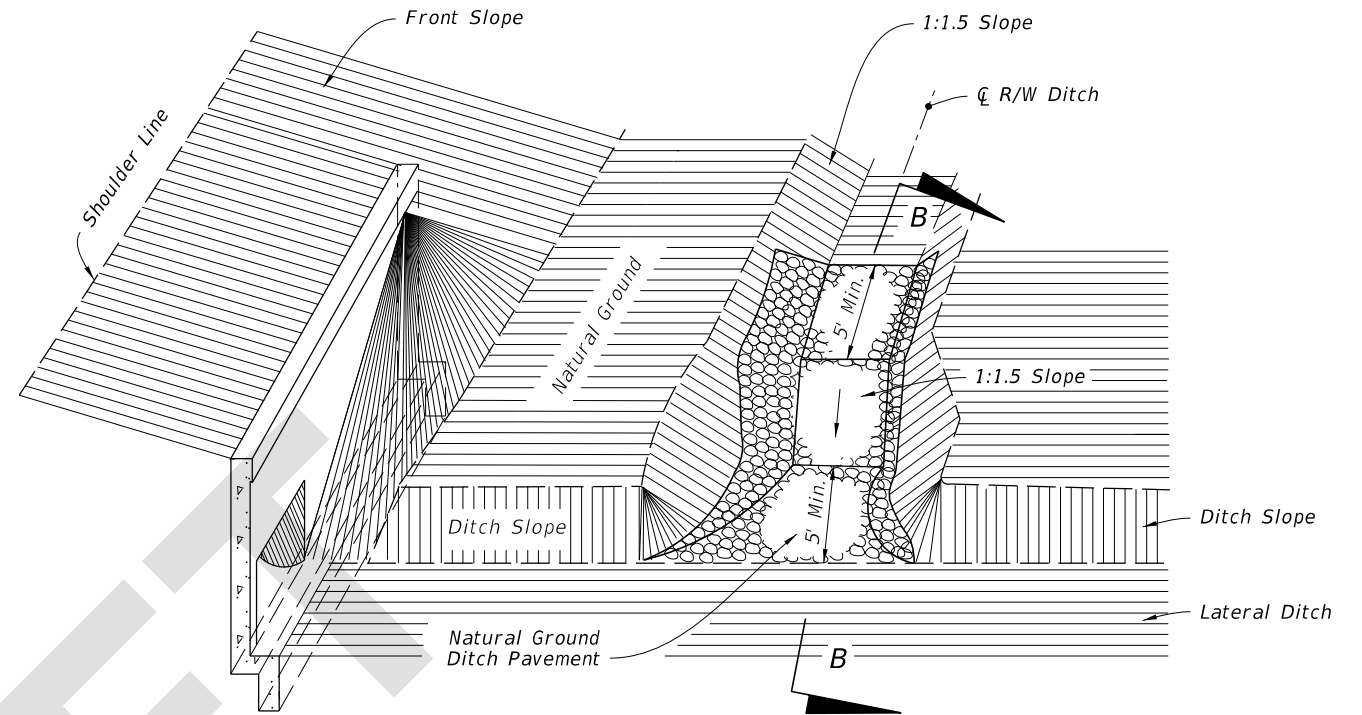 Front Slope
1:1.5 Slope
℄ R/W Ditch
Shoulder Line
B
5' Min.
Natural Ground
1:1.5 Slope
Ditch Slope
5' Min.
Ditch Slope
Lateral Ditch
Natural Ground
Ditch Pavement
B